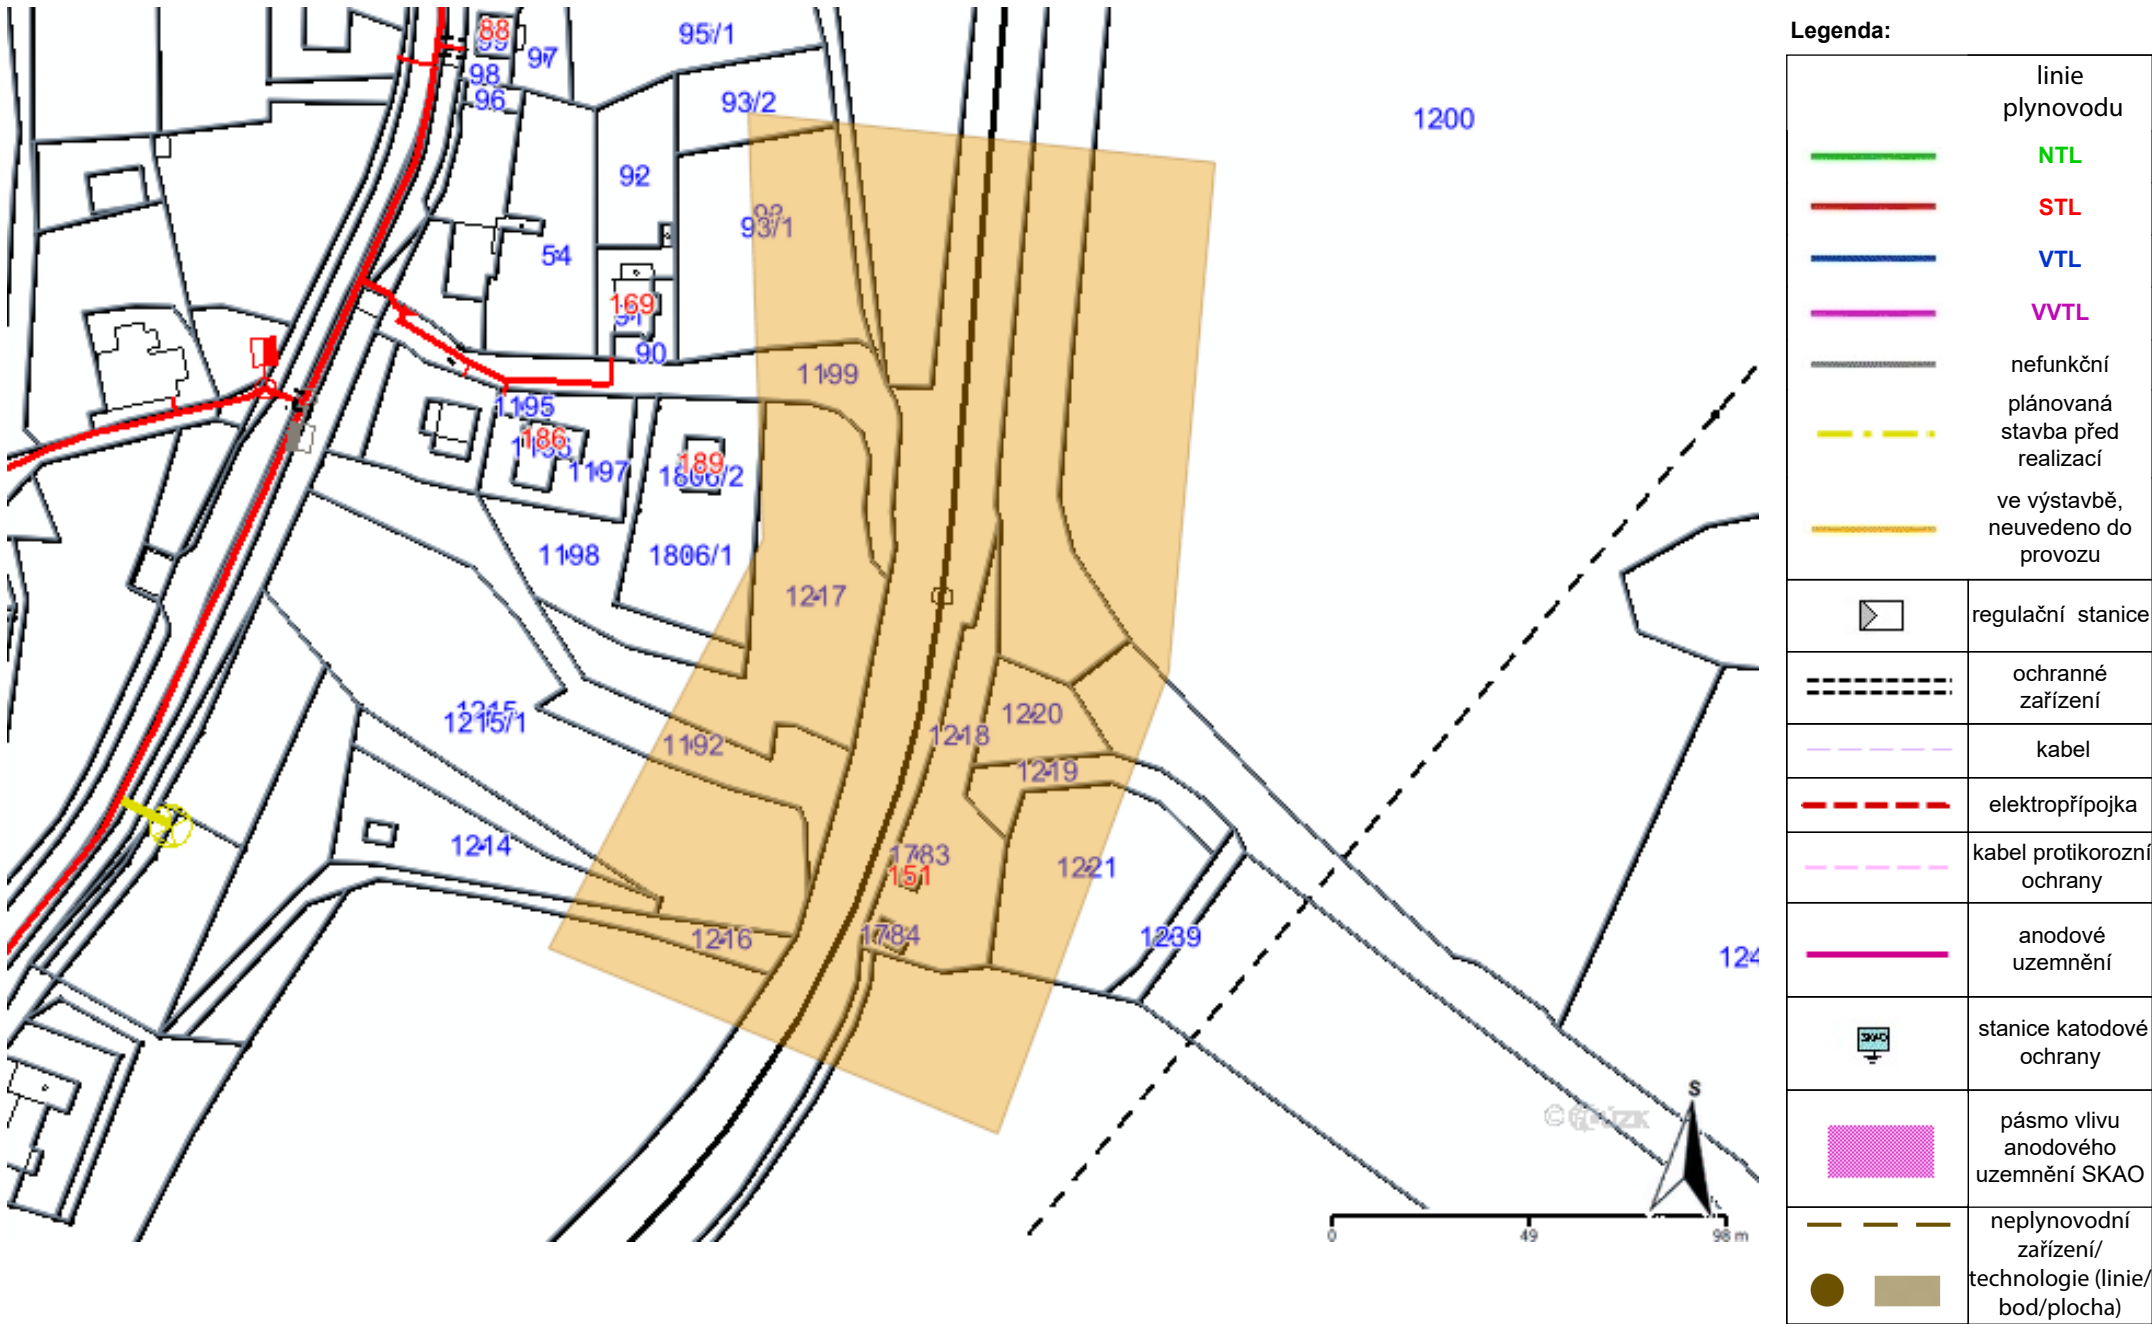 88
99
97
98
96
95/1
93/2
92
93/1
54
169
91
90
1199
1195
186
1197
189
1806/2
1198
1806/1
1217
1215/1
1192
1214
1216
1218
1220
1219
1783
151
1784
1221
1239
1200
124
S
0
49
98 m
Legenda:
linie
plynovodu
NTL
STL
VTL
VVTL
nefunkční
plánovaná
stavba před
realizací
ve výstavbě,
neuvedeno do
provozu
regulační stanice
ochranné
zařízení
kabel
elektropřípojka
kabel protikorozní
ochrany
anodové
uzemnění
SKAO
stanice katodové
ochrany
pásmo vlivu
anodového
uzemnění SKAO
neplynovodní
zařízení/
technologie (linie/
bod/plocha)